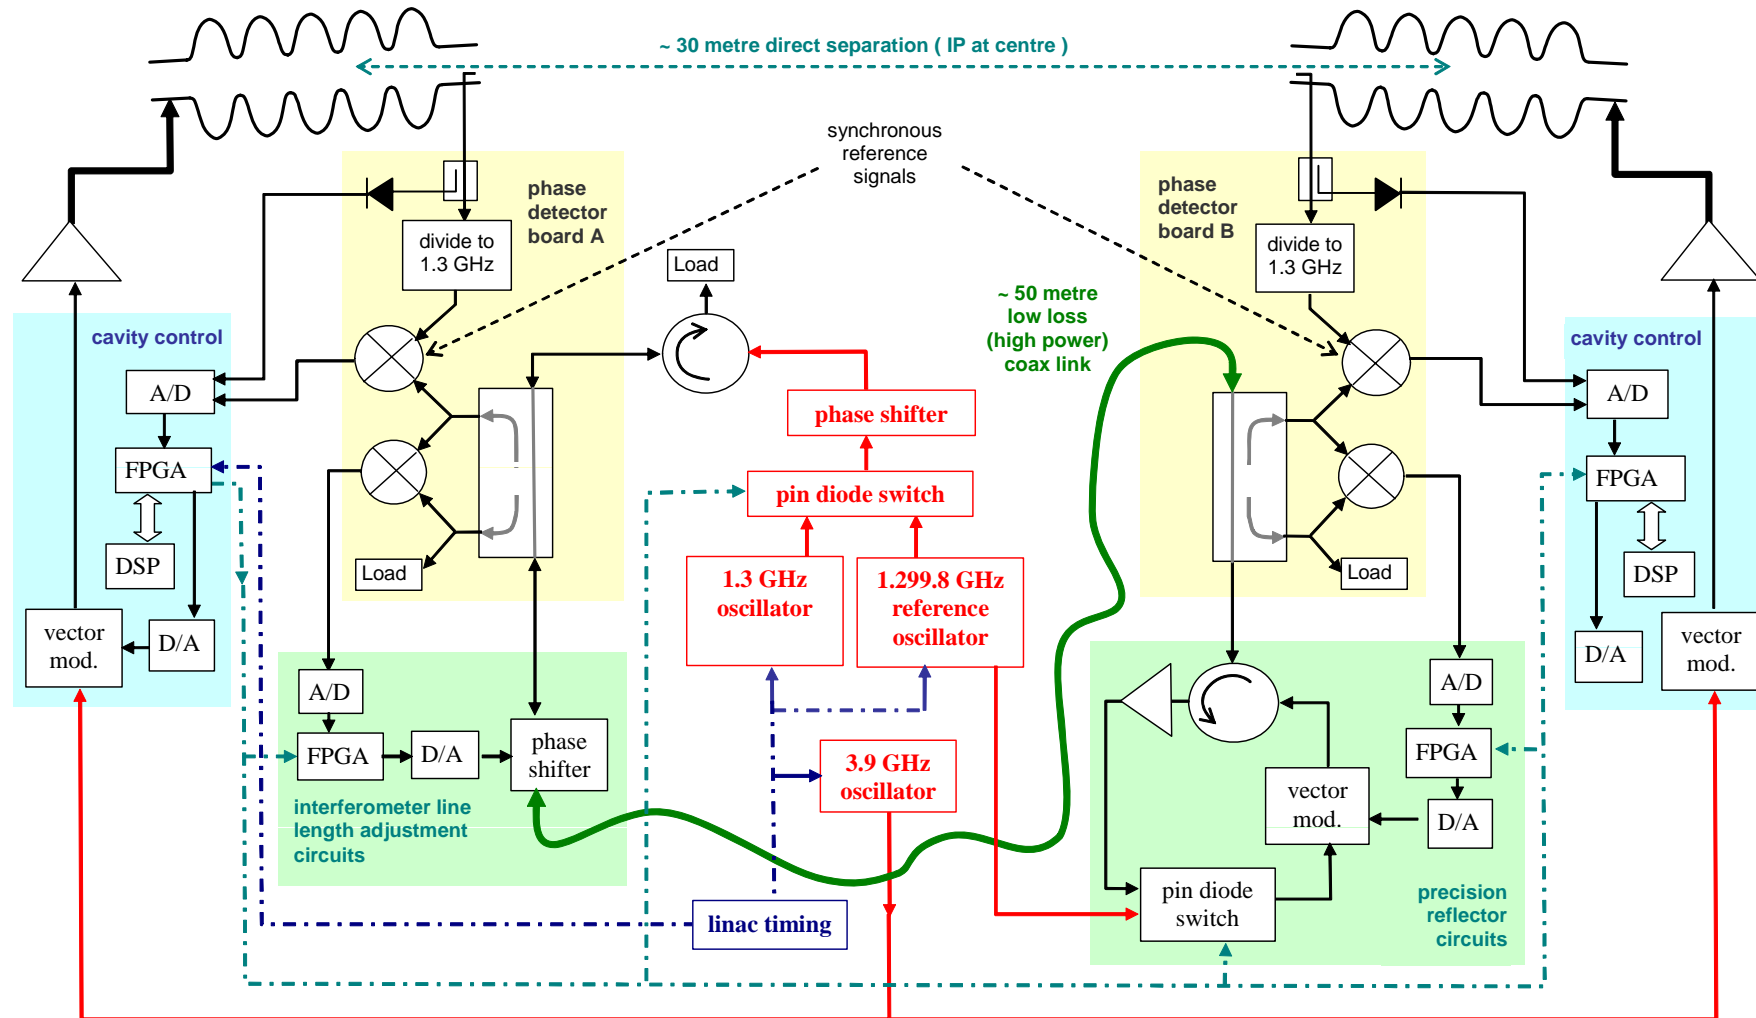 ~ 30 metre direct separation ( IP at centre )
synchronous
reference
signals
phase
detector
board A
divide to
1.3 GHz
Load
cavity control
A/D
FPGA
DSP
vector
mod.
D/A
Load
A/D
FPGA
D/A
phase
shifter
interferometer line
length adjustment
circuits
phase shifter
pin diode switch
1.3 GHz
oscillator
1.299.8 GHz
reference
oscillator
3.9 GHz
oscillator
linac timing
~ 50 metre
low loss
(high power)
coax link
phase
detector
board B
divide to
1.3 GHz
Load
cavity control
A/D
FPGA
DSP
D/A
vector
mod.
A/D
FPGA
D/A
vector
mod.
pin diode
switch
precision
reflector
circuits